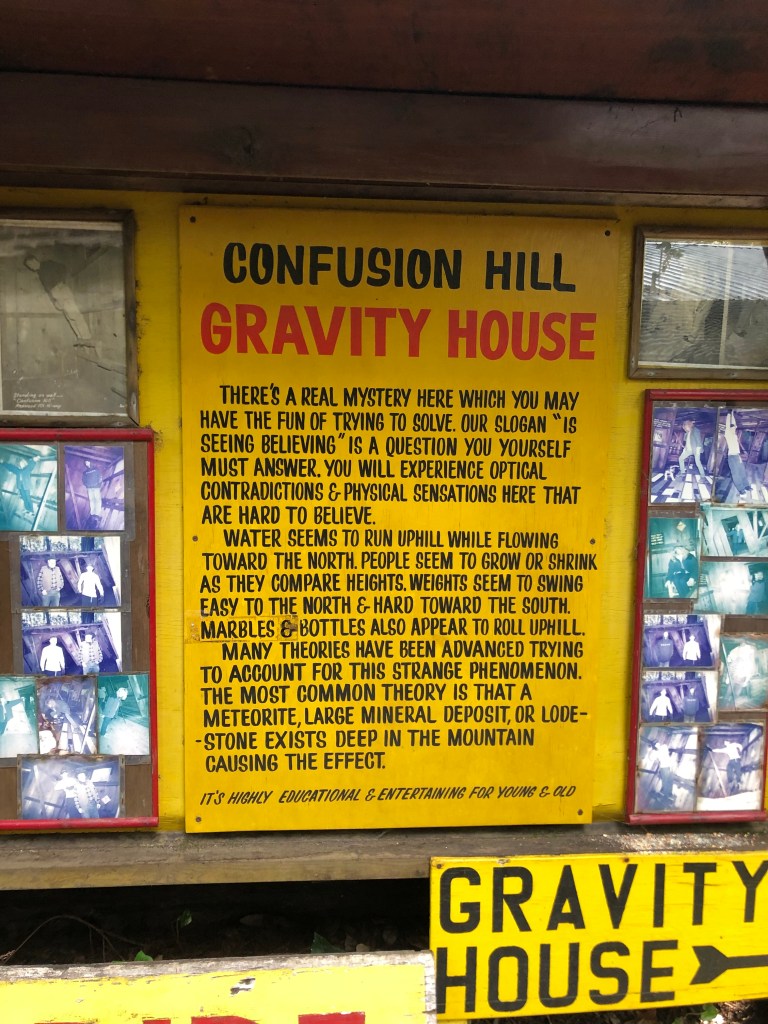 CONFUSION HILL
GRAVITY HOUSE
THERE'S A REAL MYSTERY HERE WHICH YOU MAY
HAVE THE FUN OF TRYING TO SOLVE. OUR SLOGAN "IS
SEEING BELIEVING" IS A QUESTION YOU YOURSELF
MUST ANSWER. YOU WILL EXPERIENCE OPTICAL
CONTRADICTIONS & PHYSICAL SENSATIONS HERE THAT
ARE HARD TO BELIEVE.
WATER SEEMS TO RUN UPHILL WHILE FLOWING
TOWARD THE NORTH. PEOPLE SEEM TO GROW OR SHRINK
AS THEY COMPARE HEIGHTS. WEIGHTS SEEM TO SWING
EASY TO THE NORTH & HARD TOWARD THE SOUTH.
MARBLES & BOTTLES ALSO APPEAR TO ROLL UPHILL.
MANY THEORIES HAVE BEEN ADVANCED TRYING
TO ACCOUNT FOR THIS STRANGE PHENOMENON.
THE MOST COMMON THEORY IS THAT A
METEORITE, LARGE MINERAL DEPOSIT, OR LODE-
-STONE EXISTS DEEP IN THE MOUNTAIN
CAUSING THE EFFECT.
IT'S HIGHLY EDUCATIONAL & ENTERTAINING FOR YOUNG & OLD
Standing on wall...
"Confusion Hill"
GRAVITY
HOUSE